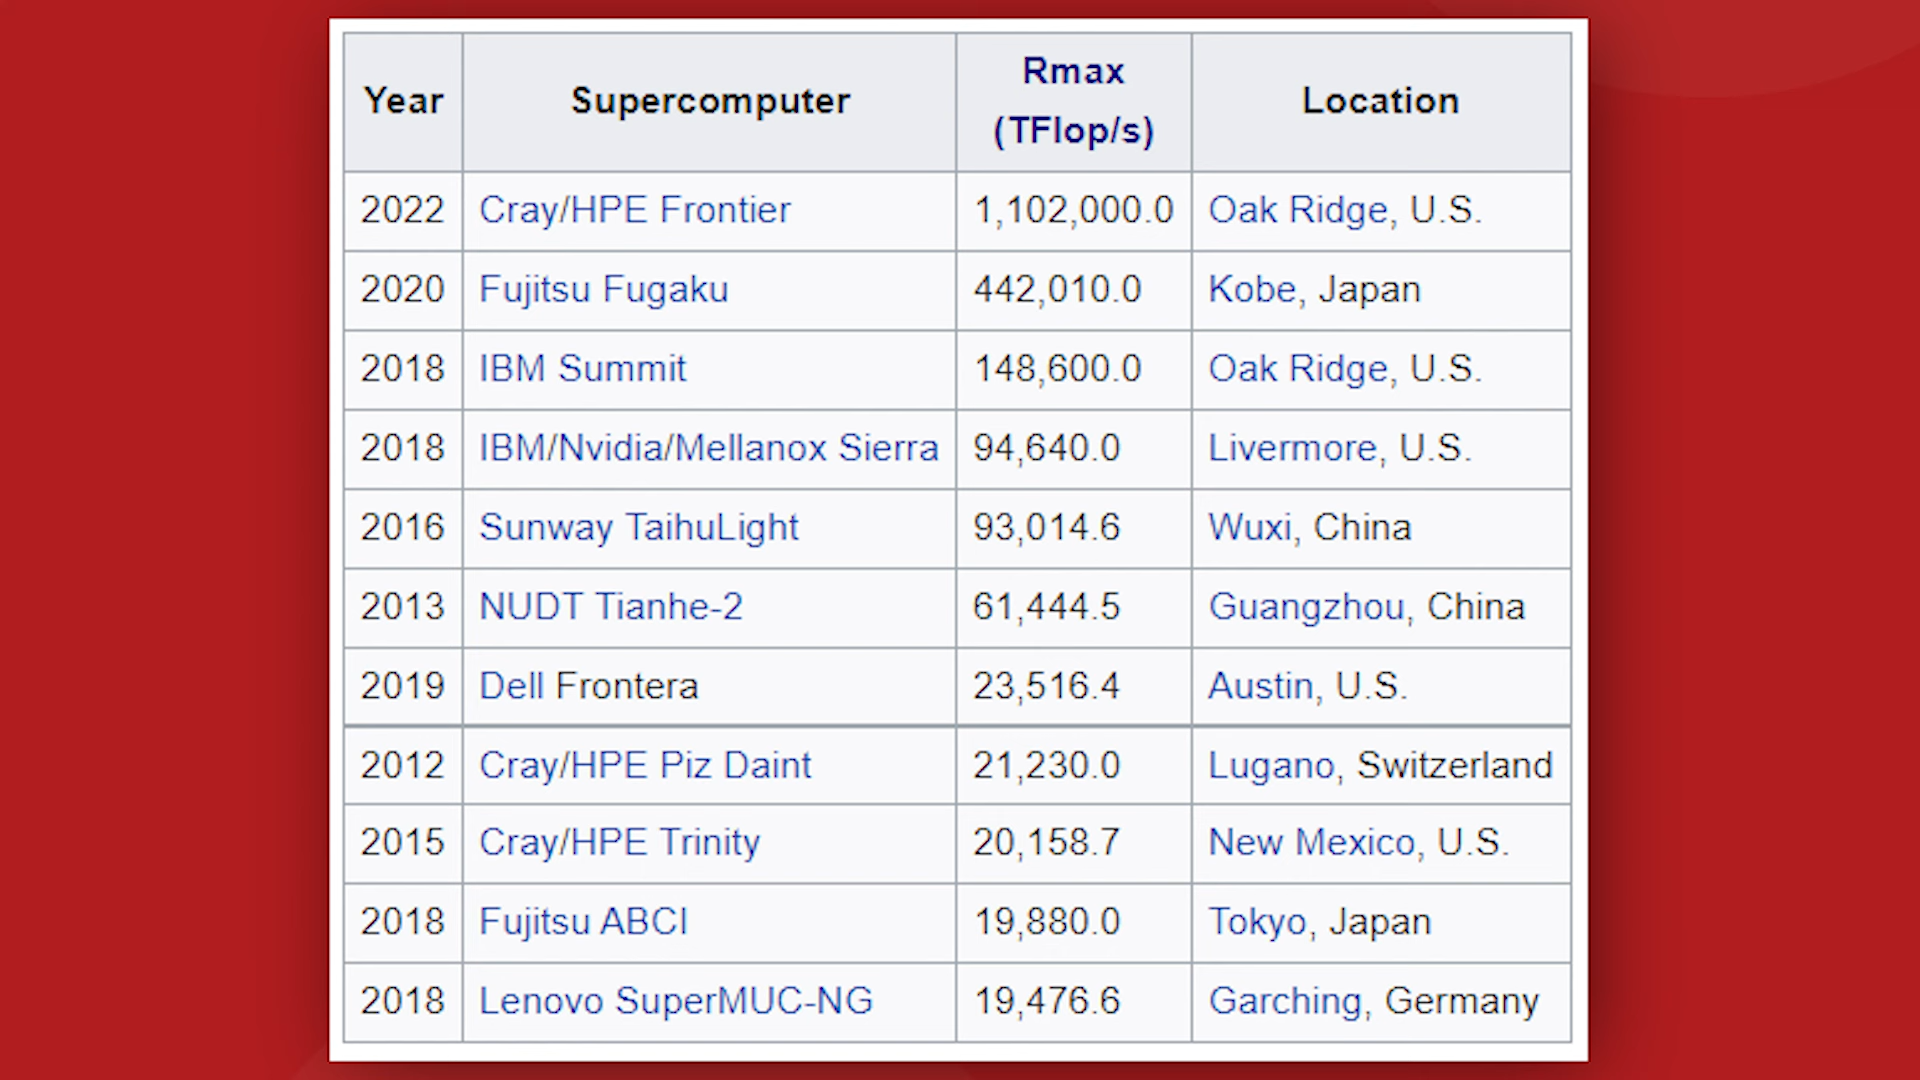 Year Supercomputer Rmax (TFlop/s) Location
2022 Cray/HPE Frontier 1,102,000.0 Oak Ridge, U.S.
2020 Fujitsu Fugaku 442,010.0 Kobe, Japan
2018 IBM Summit 148,600.0 Oak Ridge, U.S.
2018 IBM/Nvidia/Mellanox Sierra 94,640.0 Livermore, U.S.
2016 Sunway TaihuLight 93,014.6 Wuxi, China
2013 NUDT Tianhe-2 61,444.5 Guangzhou, China
2019 Dell Frontera 23,516.4 Austin, U.S.
2012 Cray/HPE Piz Daint 21,230.0 Lugano, Switzerland
2015 Cray/HPE Trinity 20,158.7 New Mexico, U.S.
2018 Fujitsu ABCI 19,880.0 Tokyo, Japan
2018 Lenovo SuperMUC-NG 19,476.6 Garching, Germany